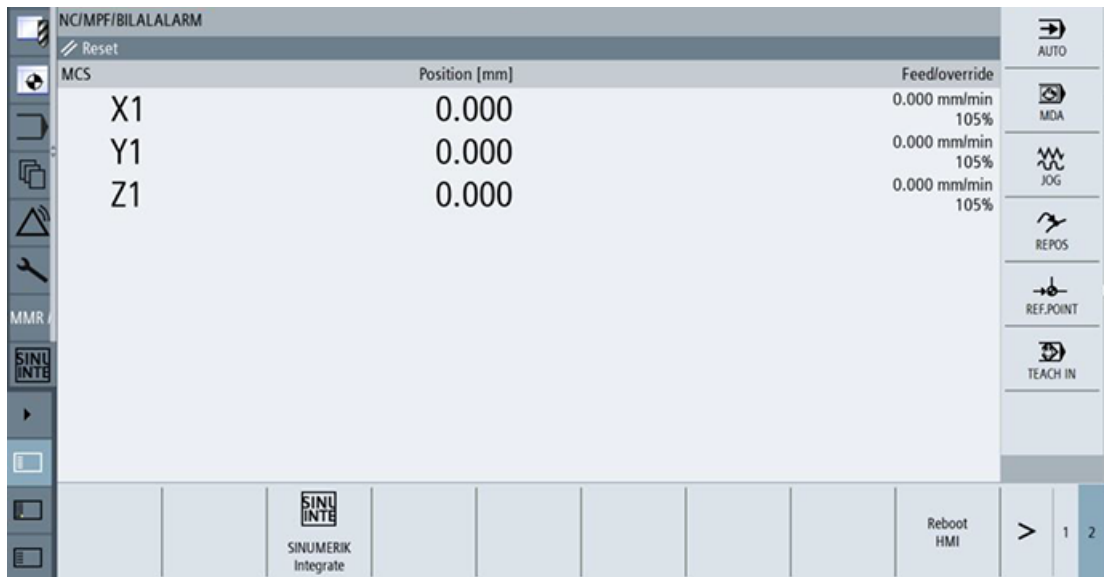 NC/MPF/BILALALARM
Reset
MCS Position [mm] Feed/override
X1 0.000 0.000 mm/min
105%
Y1 0.000 0.000 mm/min
105%
Z1 0.000 0.000 mm/min
105%
MMR /
SINU
INTE
AUTO
MDA
JOG
REPOS
REF.POINT
TEACH IN
SINU
INTE
SINUMERIK
Integrate
Reboot
HMI
> 1 2